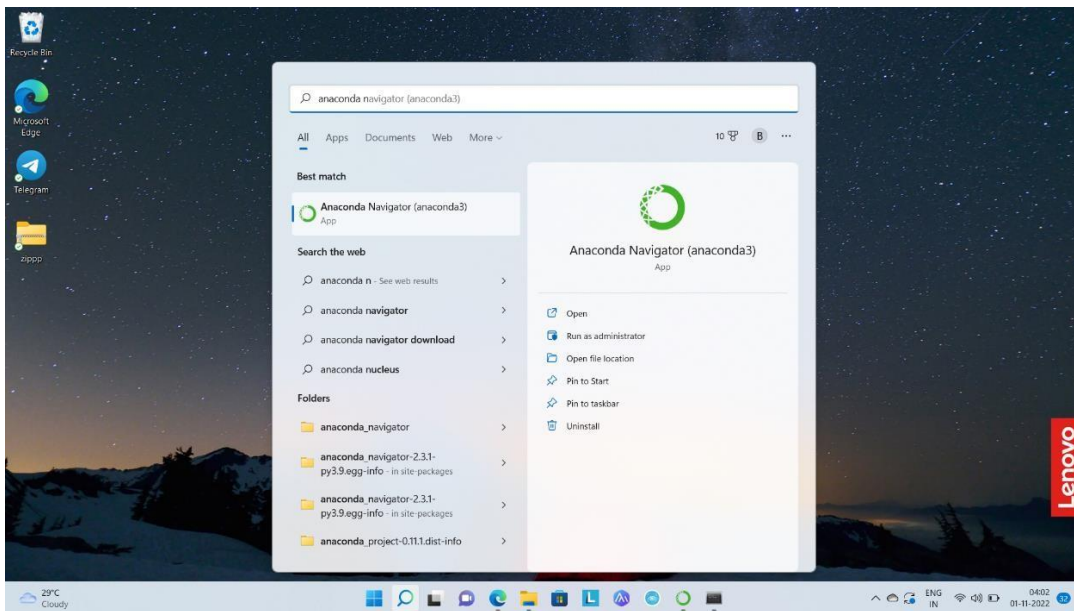 Recycle Bin
Microsoft
Edge
Telegram
zippp
anaconda navigator (anaconda3)
All Apps Documents Web More
10 B ...
Best match
Anaconda Navigator (anaconda3)
App
Search the web
anaconda n - See web results
anaconda navigator
anaconda navigator download
anaconda nucleus
Folders
anaconda_navigator
anaconda_navigator-2.3.1-
py3.9.egg-info - in site-packages
anaconda_navigator-2.3.1-
py3.9.egg-info - in site-packages
anaconda_project-0.11.1.dist-info
Anaconda Navigator (anaconda3)
App
Open
Run as administrator
Open file location
Pin to Start
Pin to taskbar
Uninstall
Lenovo
29°C
Cloudy
L
ENG
IN
04:02
01-11-2022
32